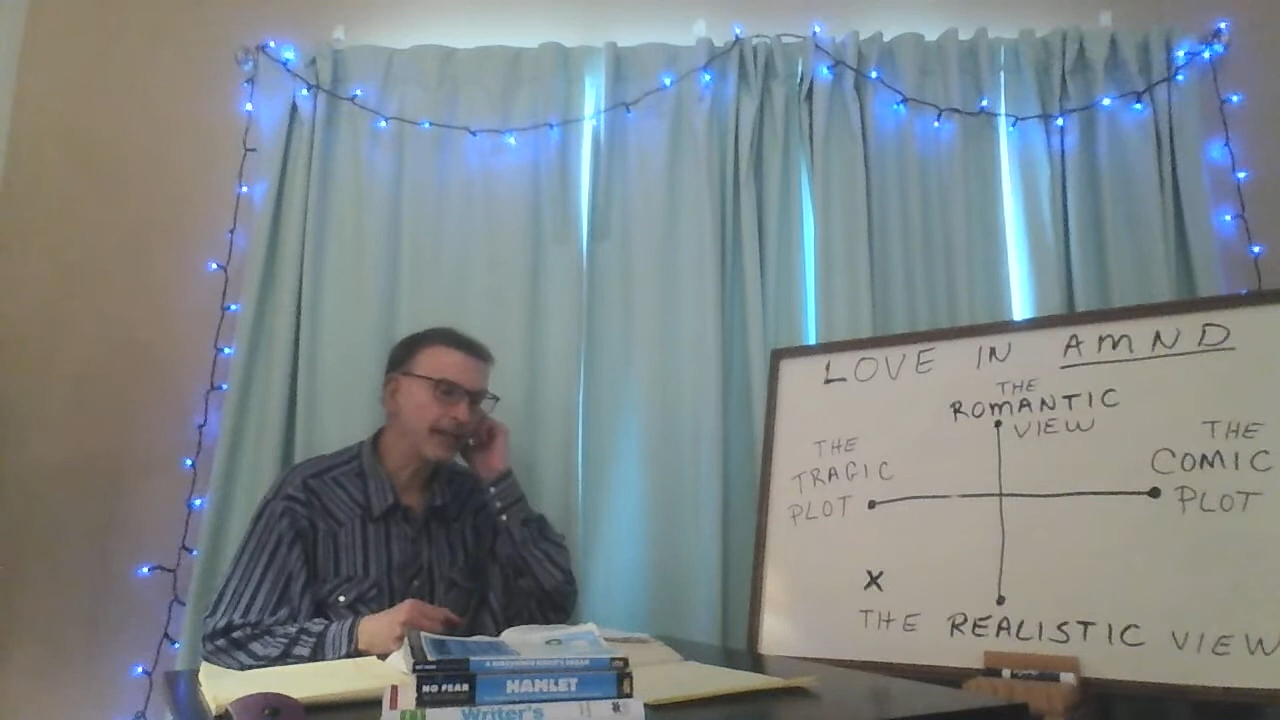 LOVE IN AMND
THE
ROMANTIC
VIEW
THE
TRAGIC
PLOT
THE
COMIC
PLOT
X
THE REALISTIC VIEW
A MIDSUMMER NIGHT'S DREAM
NO FEAR HAMLET
Writer's